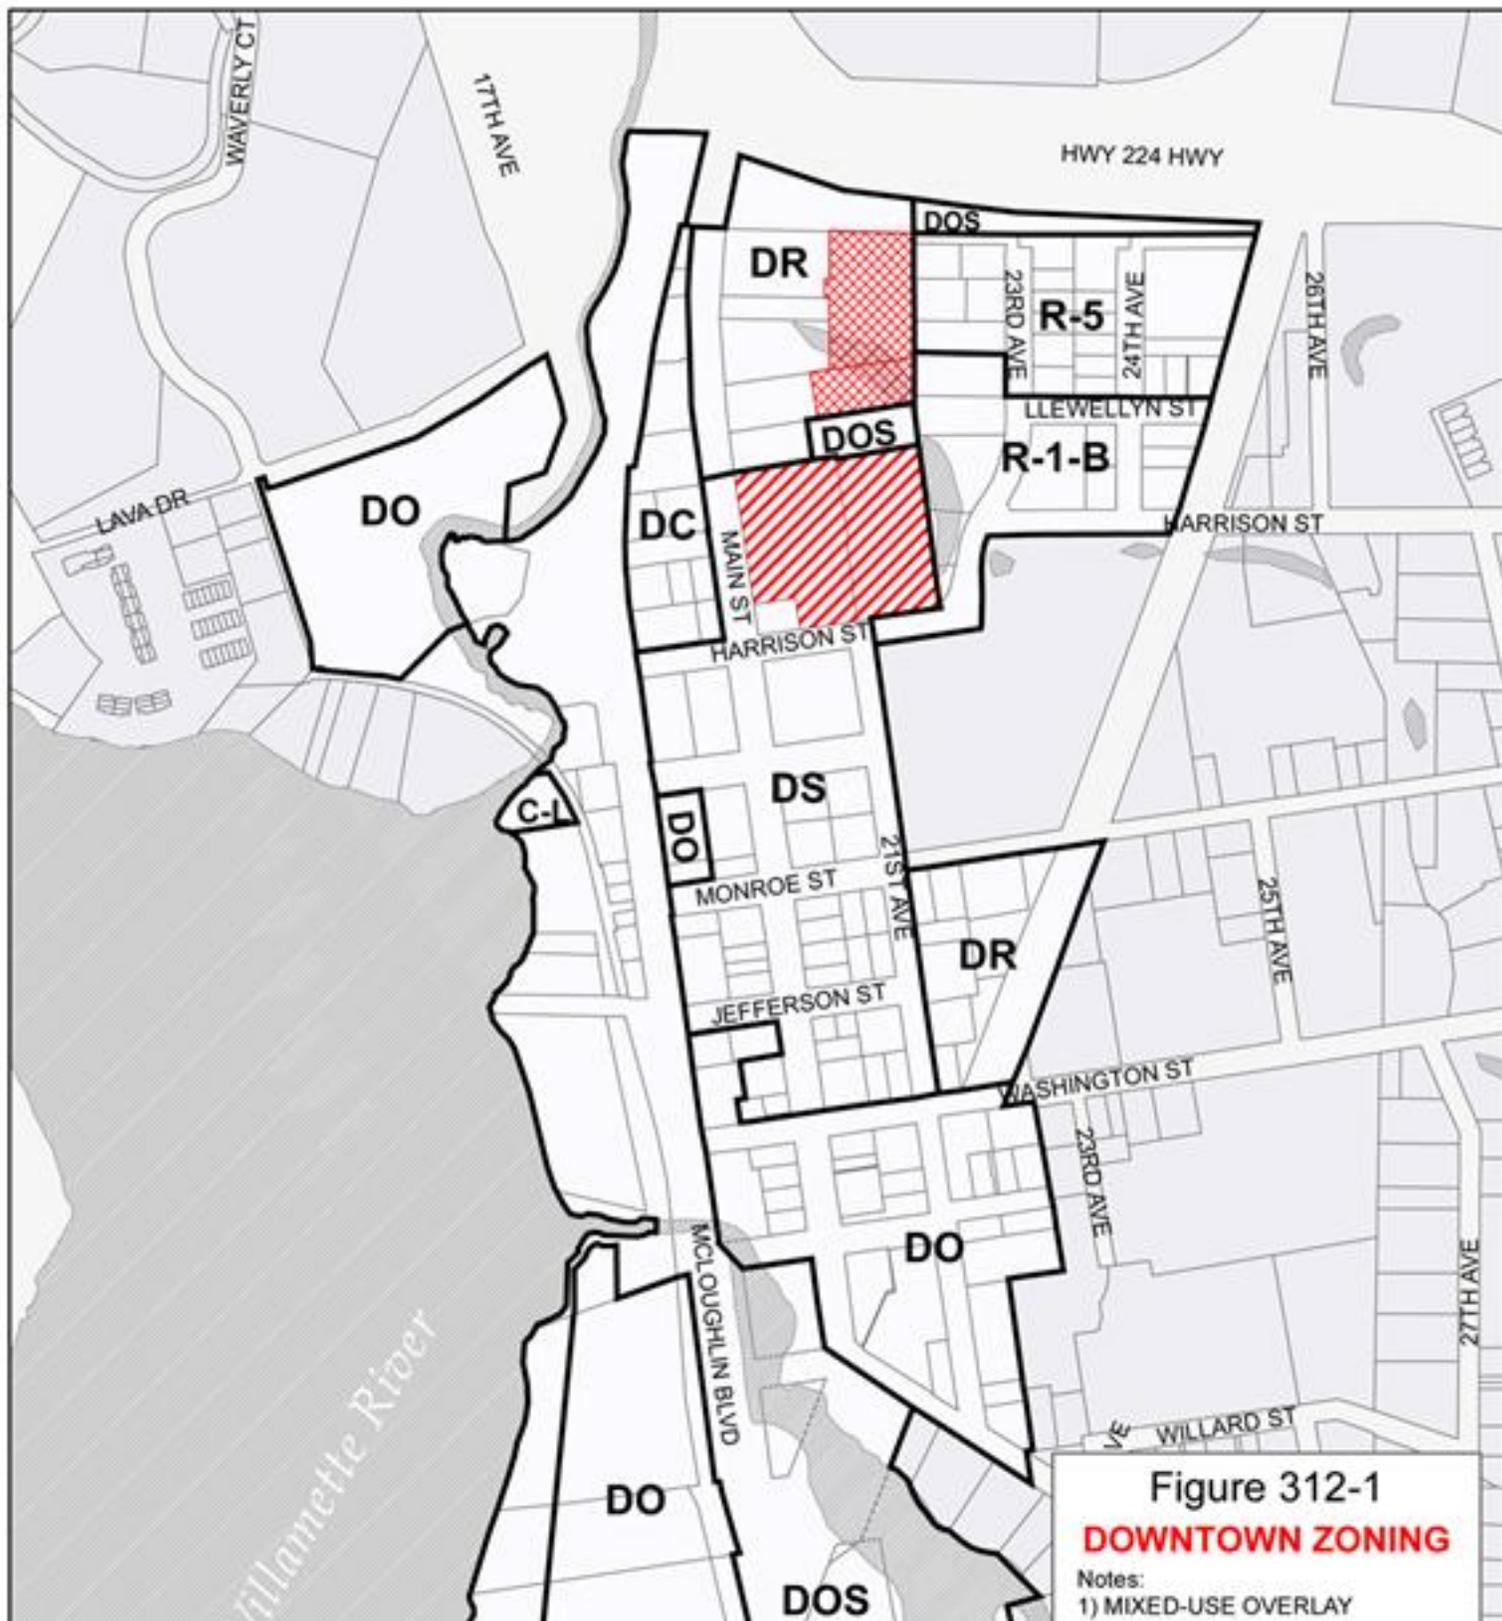 WAVERLY CT
17TH AVE
HWY 224 HWY
DOS
DR
23RD AVE
R-5
24TH AVE
26TH AVE
LLEWELLYN ST
DOS
R-1-B
LAVA DR
DO
DC
MAIN ST
HARRISON ST
HARRISON ST
DS
C-L
DO
MONROE ST
21ST AVE
25TH AVE
DR
JEFFERSON ST
WASHINGTON ST
23RD AVE
DO
MCLOUGHLIN BLVD
27TH AVE
Willamette River
WILLARD ST
VE
DO
DOS
Figure 312-1
DOWNTOWN ZONING
Notes:
1) MIXED-USE OVERLAY